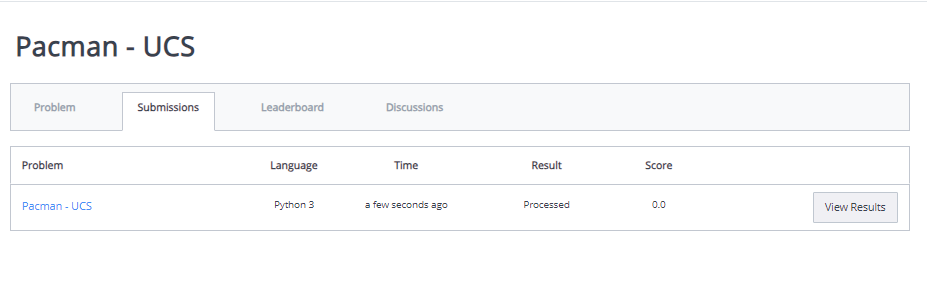 Pacman - UCS
Problem Submissions Leaderboard Discussions
Problem Language Time Result Score
Pacman - UCS Python 3 a few seconds ago Processed 0.0 View Results